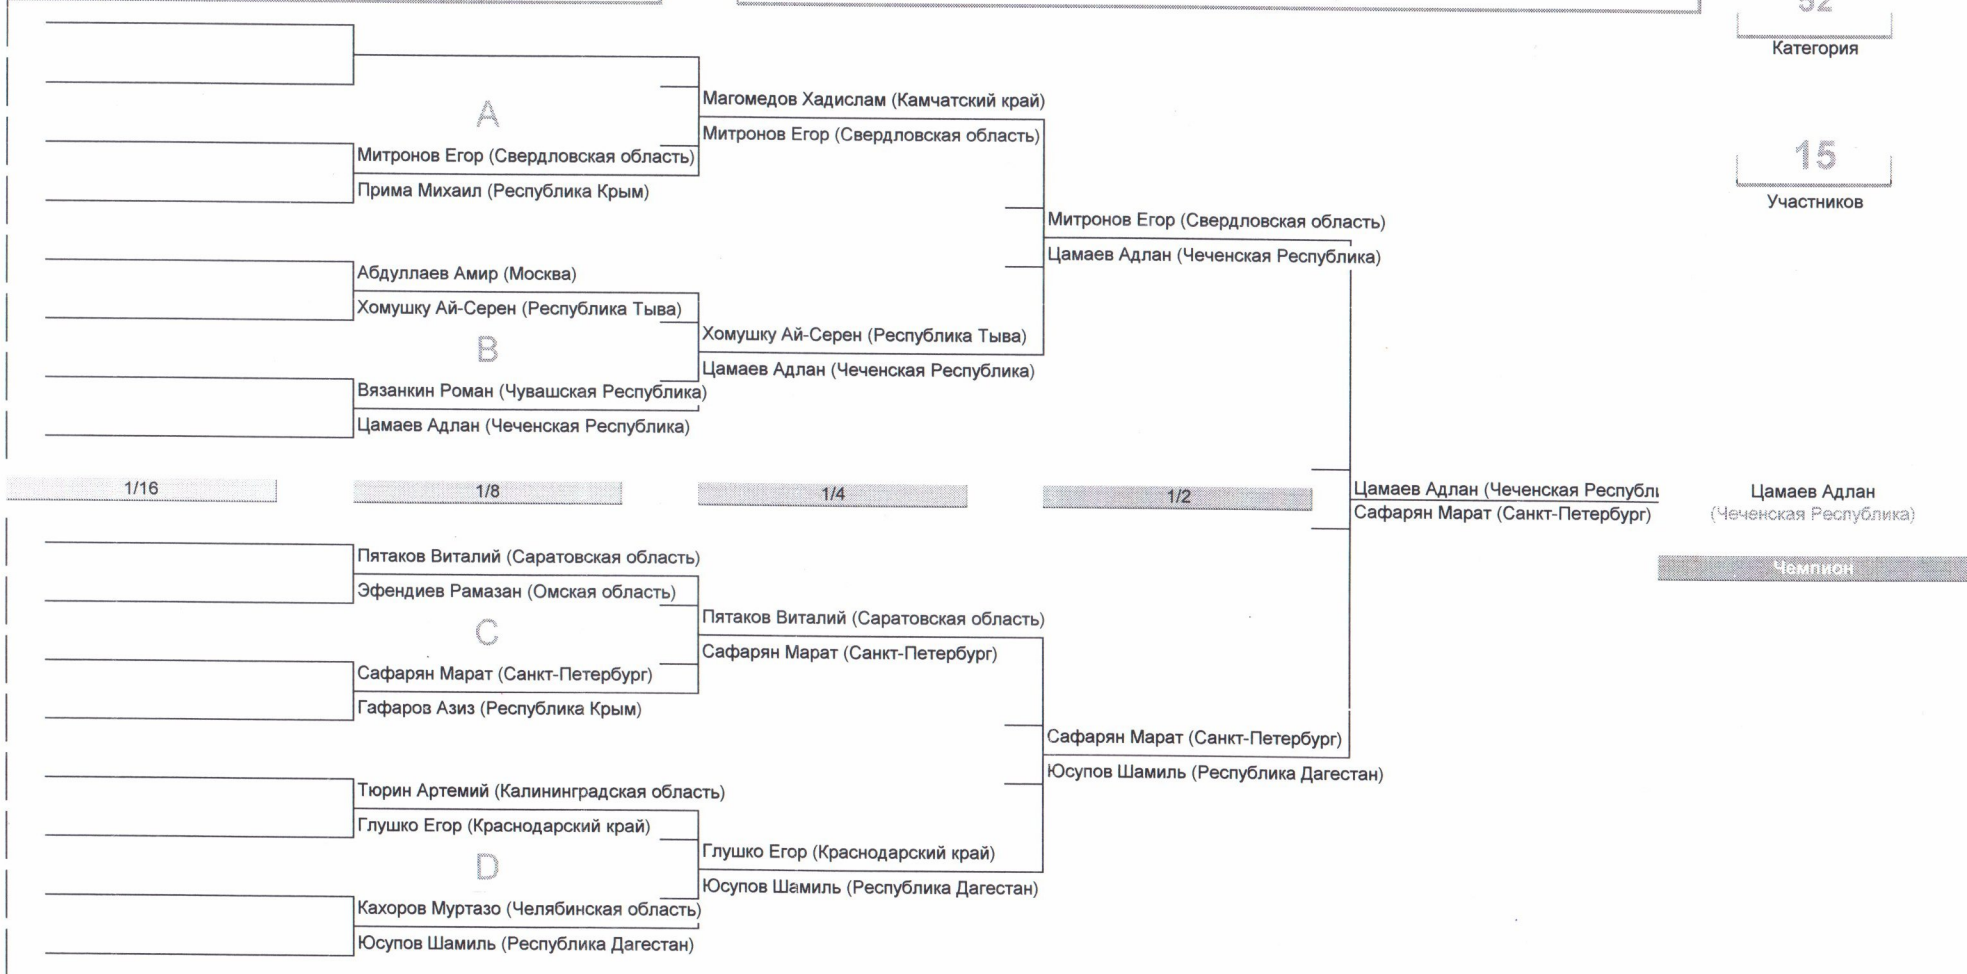 52
Категория
15
Участников
A
Митронов Егор (Свердловская область)
Прима Михаил (Республика Крым)
Абдуллаев Амир (Москва)
Хомушку Ай-Серен (Республика Тыва)
B
Вязанкин Роман (Чувашская Республика)
Цамаев Адлан (Чеченская Республика)
Магомедов Хадислам (Камчатский край)
Митронов Егор (Свердловская область)
Хомушку Ай-Серен (Республика Тыва)
Цамаев Адлан (Чеченская Республика)
Митронов Егор (Свердловская область)
Цамаев Адлан (Чеченская Республика)
1/16
1/8
1/4
1/2
Цамаев Адлан (Чеченская Республи
Сафарян Марат (Санкт-Петербург)
Цамаев Адлан
(Чеченская Республика)
Чемпион
Пятаков Виталий (Саратовская область)
Эфендиев Рамазан (Омская область)
C
Сафарян Марат (Санкт-Петербург)
Гафаров Азиз (Республика Крым)
Тюрин Артемий (Калининградская область)
Глушко Егор (Краснодарский край)
D
Кахоров Муртазо (Челябинская область)
Юсупов Шамиль (Республика Дагестан)
Пятаков Виталий (Саратовская область)
Сафарян Марат (Санкт-Петербург)
Глушко Егор (Краснодарский край)
Юсупов Шамиль (Республика Дагестан)
Сафарян Марат (Санкт-Петербург)
Юсупов Шамиль (Республика Дагестан)